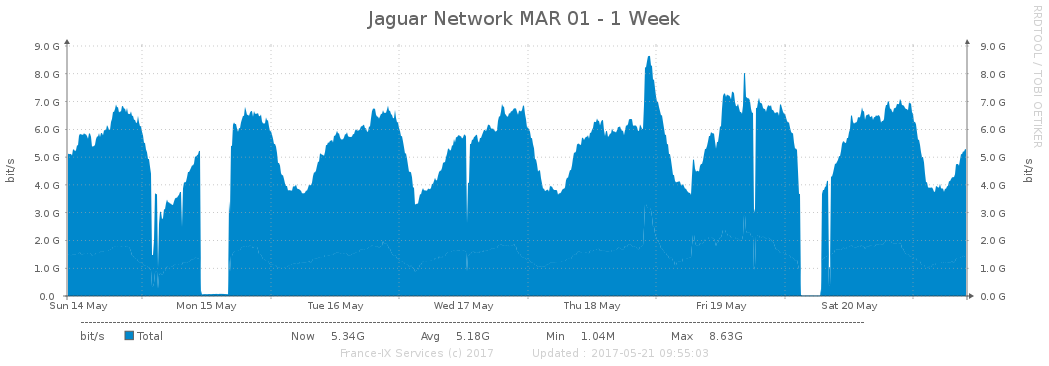 Jaguar Network MAR 01 - 1 Week
RRDTOOL / TOBI OETIKER
bit/s
9.0 G 9.0 G
8.0 G 8.0 G
7.0 G 7.0 G
6.0 G 6.0 G
5.0 G 5.0 G
4.0 G 4.0 G
3.0 G 3.0 G
2.0 G 2.0 G
1.0 G 1.0 G
0.0 0.0 G
bit/s
Sun 14 May Mon 15 May Tue 16 May Wed 17 May Thu 18 May Fri 19 May Sat 20 May
bit/s Total Now 5.34G Avg 5.18G Min 1.04M Max 8.63G
France-IX Services (c) 2017 Updated : 2017-05-21 09:55:03